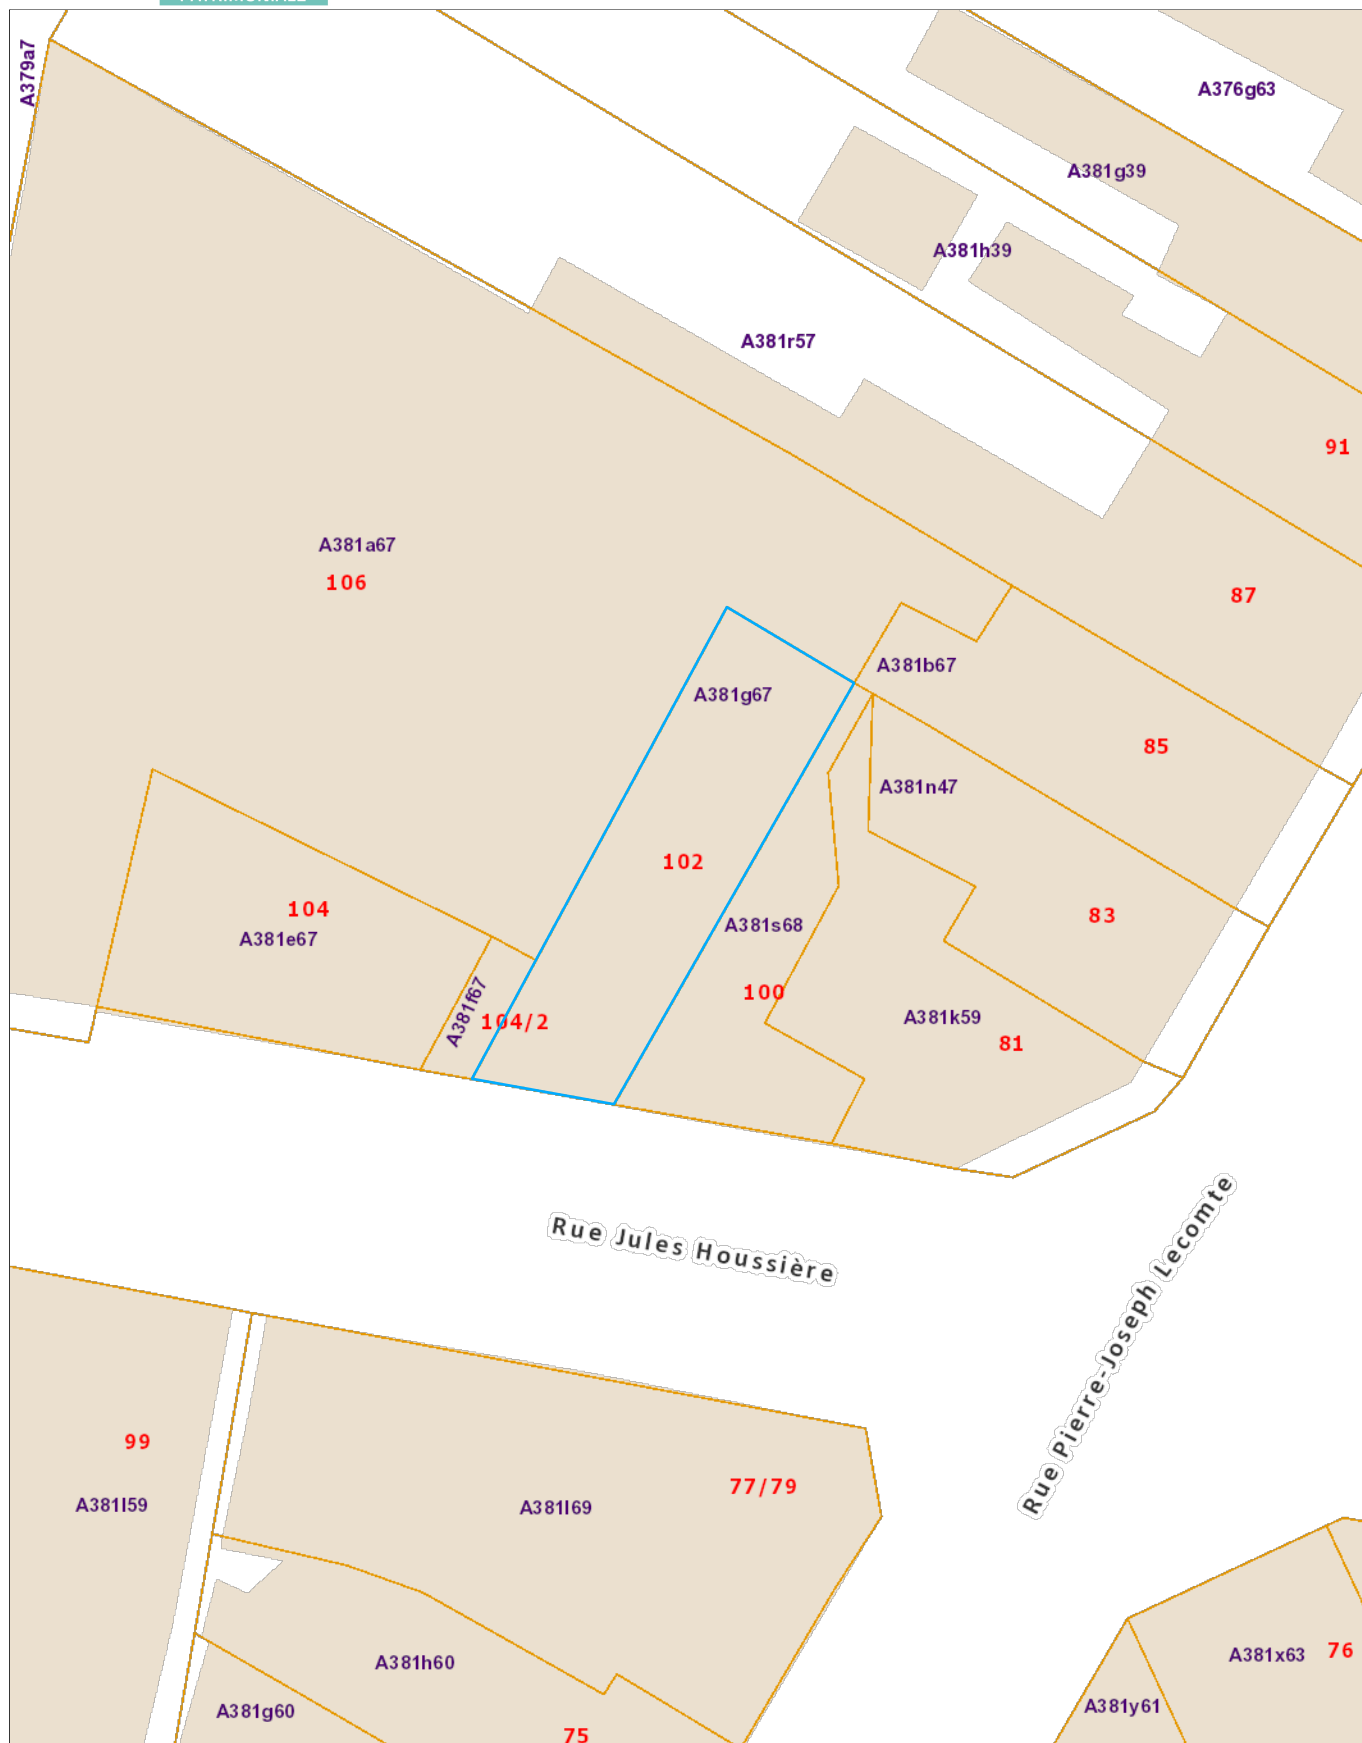 PATRIMONIALE
A379a7
A376g63
A381g39
A381h39
A381r57
91
A381a67
106
87
A381b67
A381g67
85
A381n47
102
104
83
A381s68
A381e67
100
A381f67
104/2
A381k59
81
Rue Jules Houssière
Rue Pierre-Joseph Lecomte
99
77/79
A381l59
A381l69
A381h60
A381x63
76
A381g60
A381y61
75